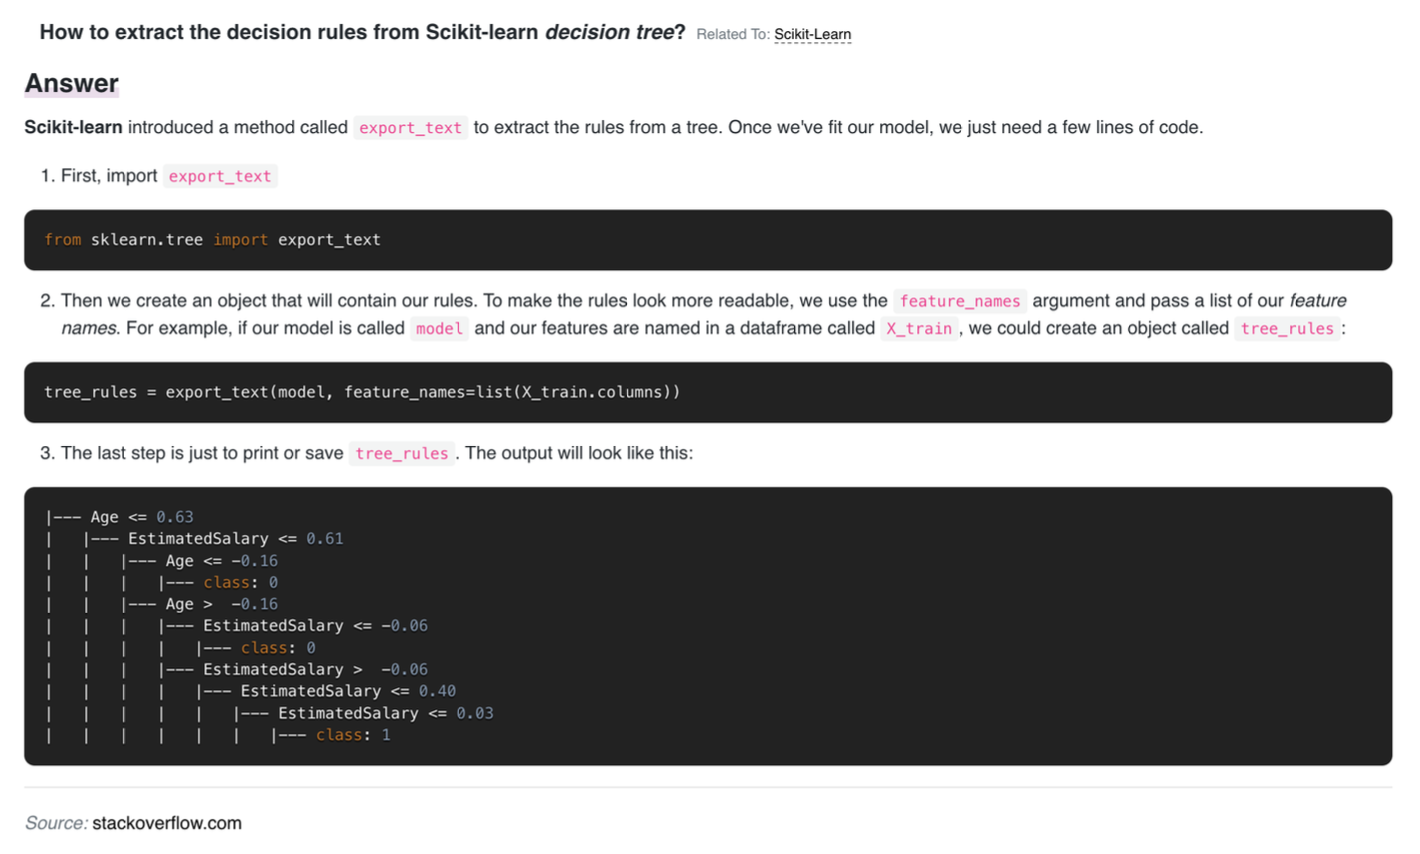 How to extract the decision rules from Scikit-learn decision tree? Related To: Scikit-Learn
Answer
Scikit-learn introduced a method called export_text to extract the rules from a tree. Once we've fit our model, we just need a few lines of code.
1. First, import export_text
from sklearn.tree import export_text
2. Then we create an object that will contain our rules. To make the rules look more readable, we use the feature_names argument and pass a list of our feature
names. For example, if our model is called model and our features are named in a dataframe called X_train , we could create an object called tree_rules :
tree_rules = export_text(model, feature_names=list(X_train.columns))
3. The last step is just to print or save tree_rules . The output will look like this:
|--- Age <= 0.63
|   |--- EstimatedSalary <= 0.61
|   |   |--- Age <= -0.16
|   |   |   |--- class: 0
|   |   |--- Age >  -0.16
|   |   |   |--- EstimatedSalary <= -0.06
|   |   |   |   |--- class: 0
|   |   |   |--- EstimatedSalary >  -0.06
|   |   |   |   |--- EstimatedSalary <= 0.40
|   |   |   |   |   |--- EstimatedSalary <= 0.03
|   |   |   |   |   |   |--- class: 1
Source: stackoverflow.com